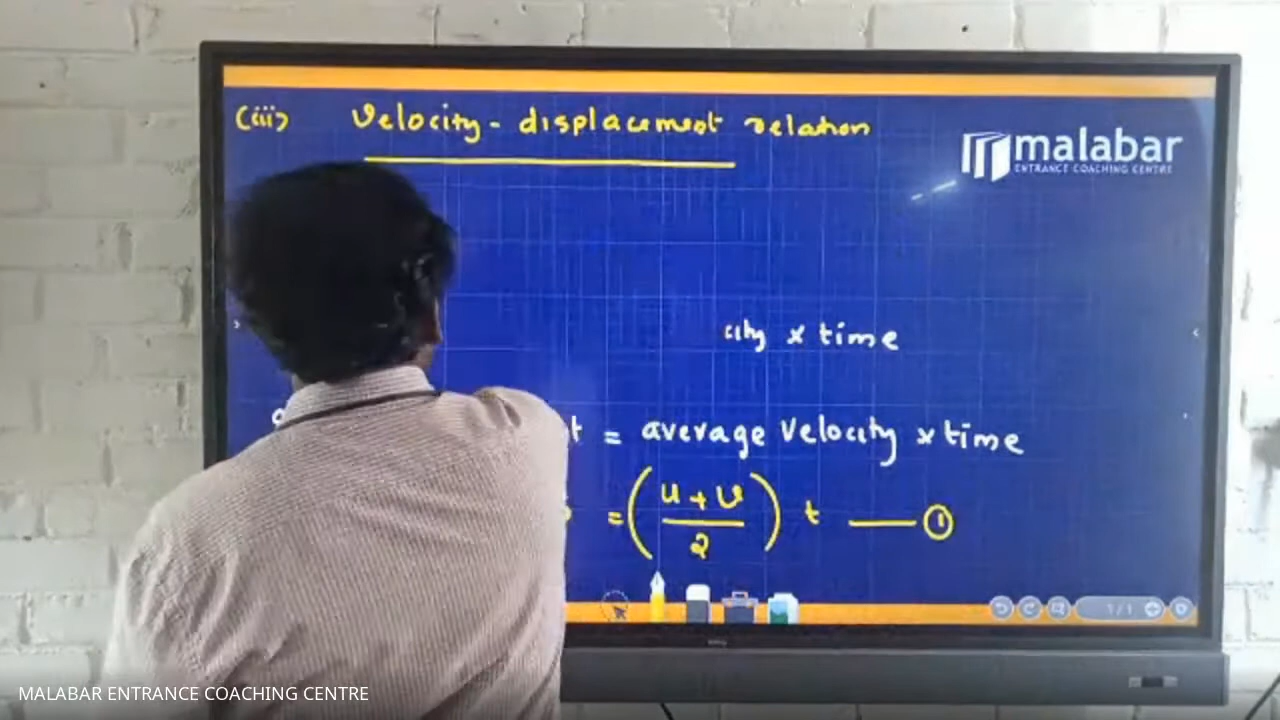 (iii) Velocity - displacement relation
malabar
ENTRANCE COACHING CENTRE
city x time
t = average velocity x time
= (u + v / 2) t —— ①
1/1
MALABAR ENTRANCE COACHING CENTRE